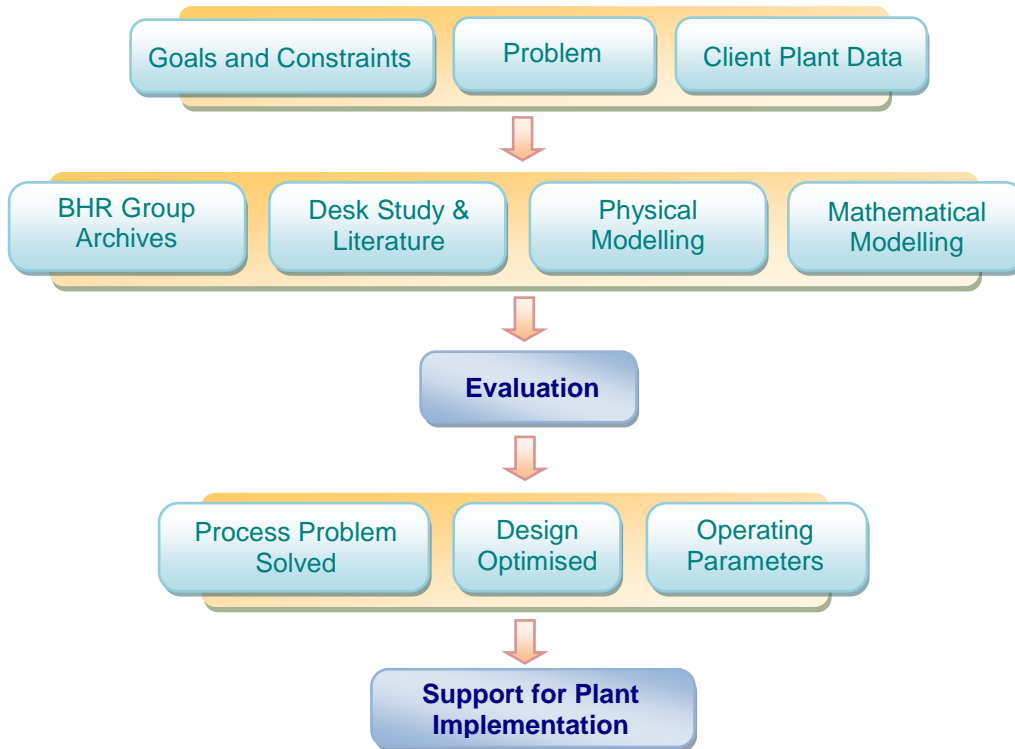 Goals and Constraints
Problem
Client Plant Data
BHR Group
Archives
Desk Study &
Literature
Physical
Modelling
Mathematical
Modelling
Evaluation
Process Problem
Solved
Design
Optimised
Operating
Parameters
Support for Plant
Implementation